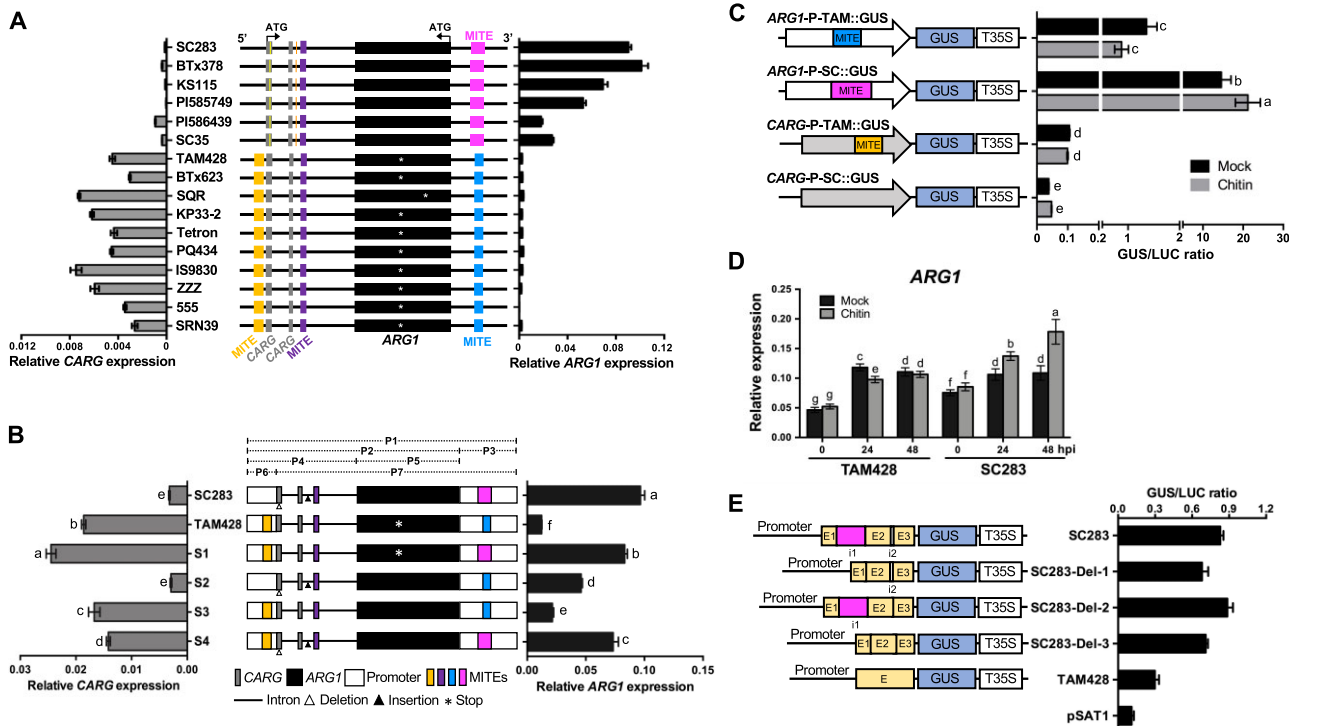 A
5' ATG ATG MITE 3'
SC283
BTx378
KS115
PI585749
PI586439
SC35
TAM428 *
BTx623 *
SQR *
KP33-2 *
Tetron *
PQ434 *
IS9830 *
ZZZ *
555 *
SRN39 *
MITE CARG CARG MITE ARG1 MITE
0.012 0.008 0.004 0
Relative CARG expression
0 0.04 0.08 0.12
Relative ARG1 expression
B
P1
P2 P3
P4 P5
P6 P7
e SC283 a
b TAM428 * f
a S1 * b
e S2 d
c S3 e
d S4 c
0.03 0.02 0.01 0.00
Relative CARG expression
0.00 0.05 0.10 0.15
Relative ARG1 expression
CARG ARG1 Promoter MITEs
Intron Deletion Insertion * Stop
C
ARG1-P-TAM::GUS
MITE GUS T35S
c
c
ARG1-P-SC::GUS
MITE GUS T35S
b
a
CARG-P-TAM::GUS
MITE GUS T35S
d
d
CARG-P-SC::GUS
GUS T35S
e
e
Mock
Chitin
0 0.1 0.2 1 2 10 20 30
GUS/LUC ratio
D
ARG1
Mock
Chitin
Relative expression
0.25
0.20
0.15
0.10
0.05
0.00
g g c e d d f f d b d a
0 24 48 0 24 48 hpi
TAM428 SC283
E
GUS/LUC ratio
0.0 0.3 0.6 0.9 1.2
Promoter E1 E2 E3 GUS T35S SC283
i1 i2
Promoter E1 E2 E3 GUS T35S SC283-Del-1
i2
Promoter E1 E2 E3 GUS T35S SC283-Del-2
i1
Promoter E1 E2 E3 GUS T35S SC283-Del-3
Promoter E GUS T35S TAM428
pSAT1